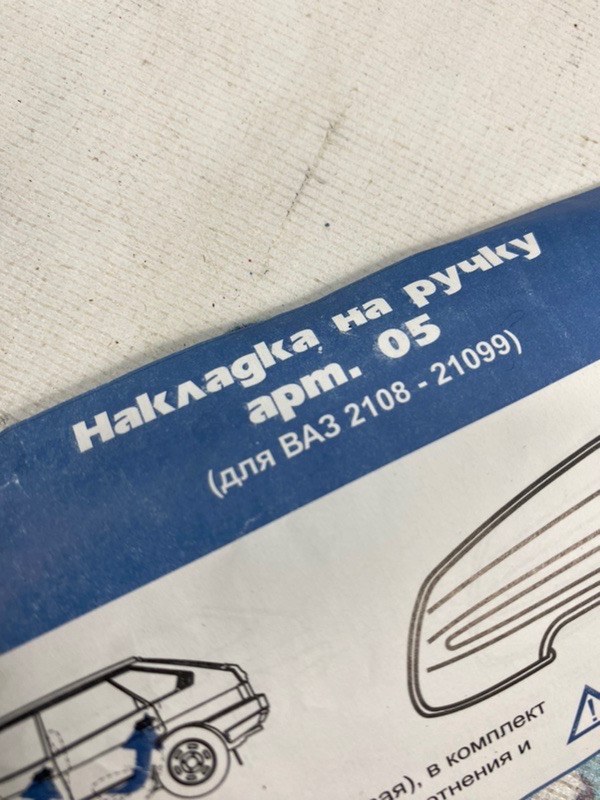 Накладка на ручку
арт. 05
(для ВАЗ 2108 - 21099)
в комплект
и